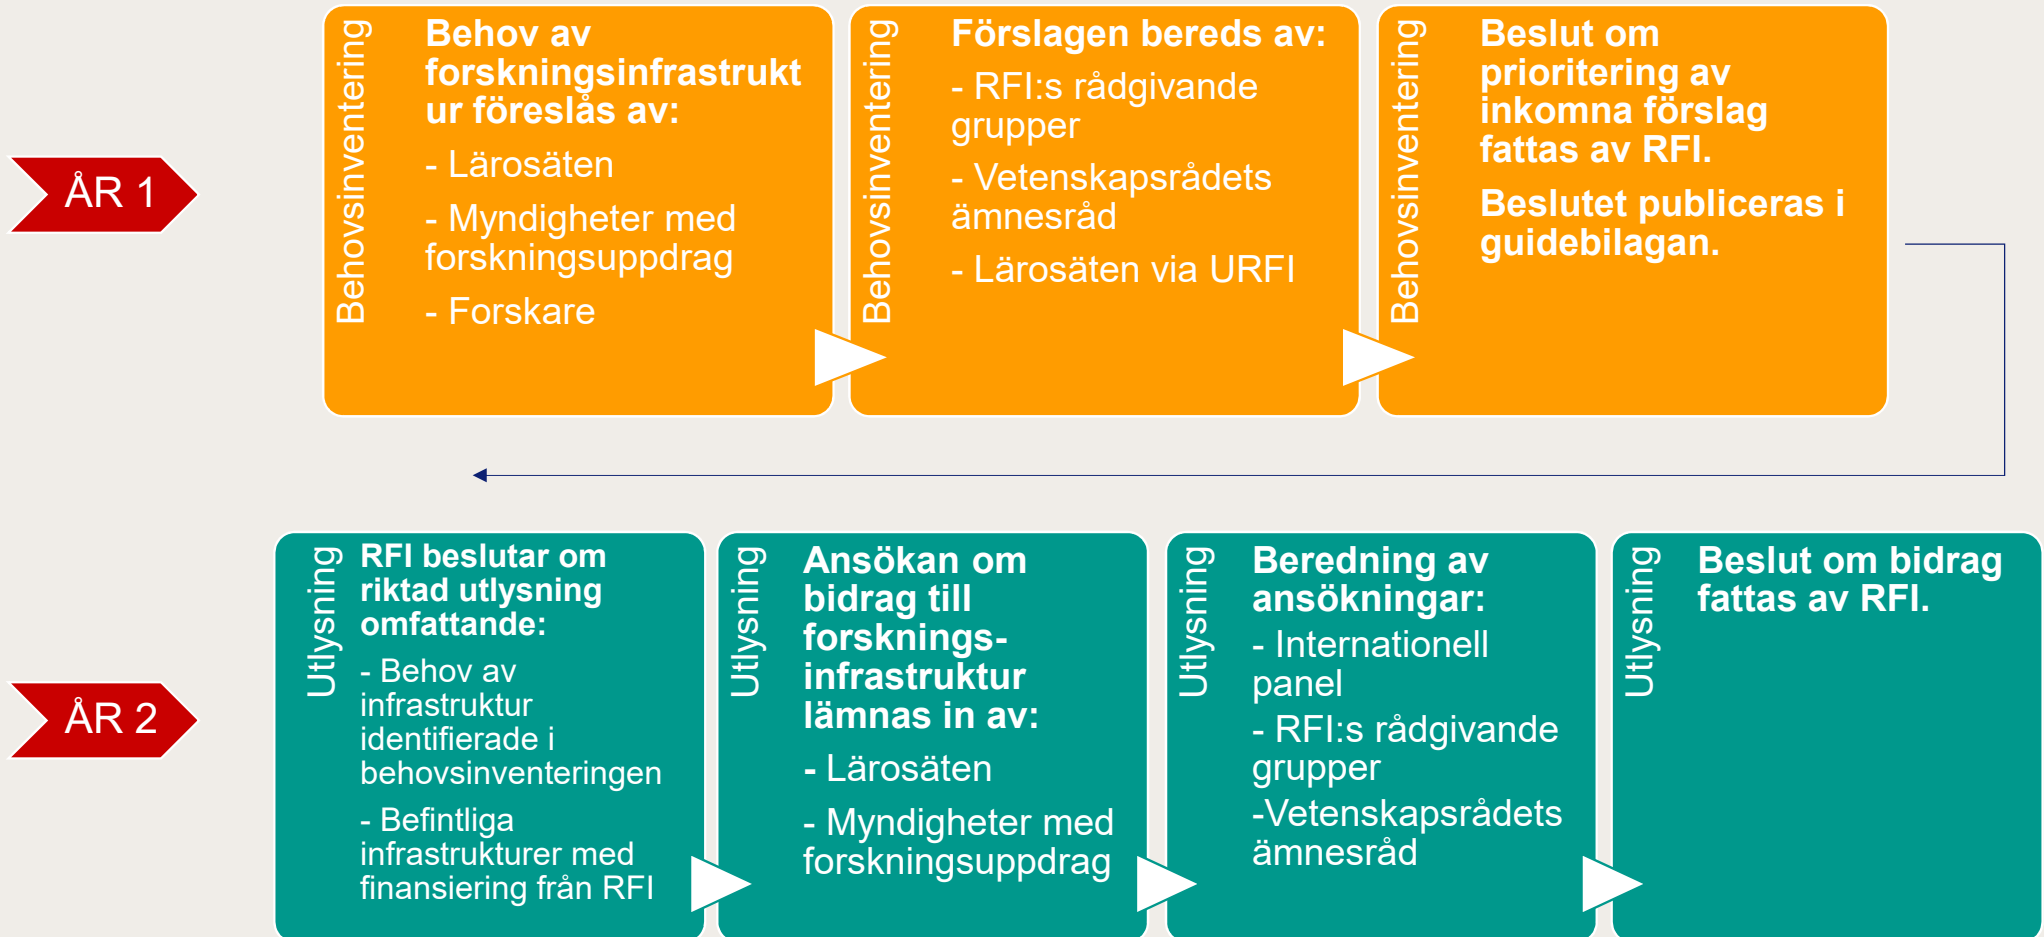 ÅR 1
Behovsinventering
Behov av
forskningsinfrastrukt
ur föreslås av:
- Lärosäten
- Myndigheter med
forskningsuppdrag
- Forskare
Behovsinventering
Förslagen bereds av:
- RFI:s rådgivande
grupper
- Vetenskapsrådets
ämnesråd
- Lärosäten via URFI
Behovsinventering
Beslut om
prioritering av
inkomna förslag
fattas av RFI.
Beslutet publiceras i
guidebilagan.
ÅR 2
Utlysning
RFI beslutar om
riktad utlysning
omfattande:
- Behov av
infrastruktur
identifierade i
behovsinventeringen
- Befintliga
infrastrukturer med
finansiering från RFI
Utlysning
Ansökan om
bidrag till
forsknings-
infrastruktur
lämnas in av:
- Lärosäten
- Myndigheter med
forskningsuppdrag
Utlysning
Beredning av
ansökningar:
- Internationell
panel
- RFI:s rådgivande
grupper
-Vetenskapsrådets
ämnesråd
Utlysning
Beslut om bidrag
fattas av RFI.